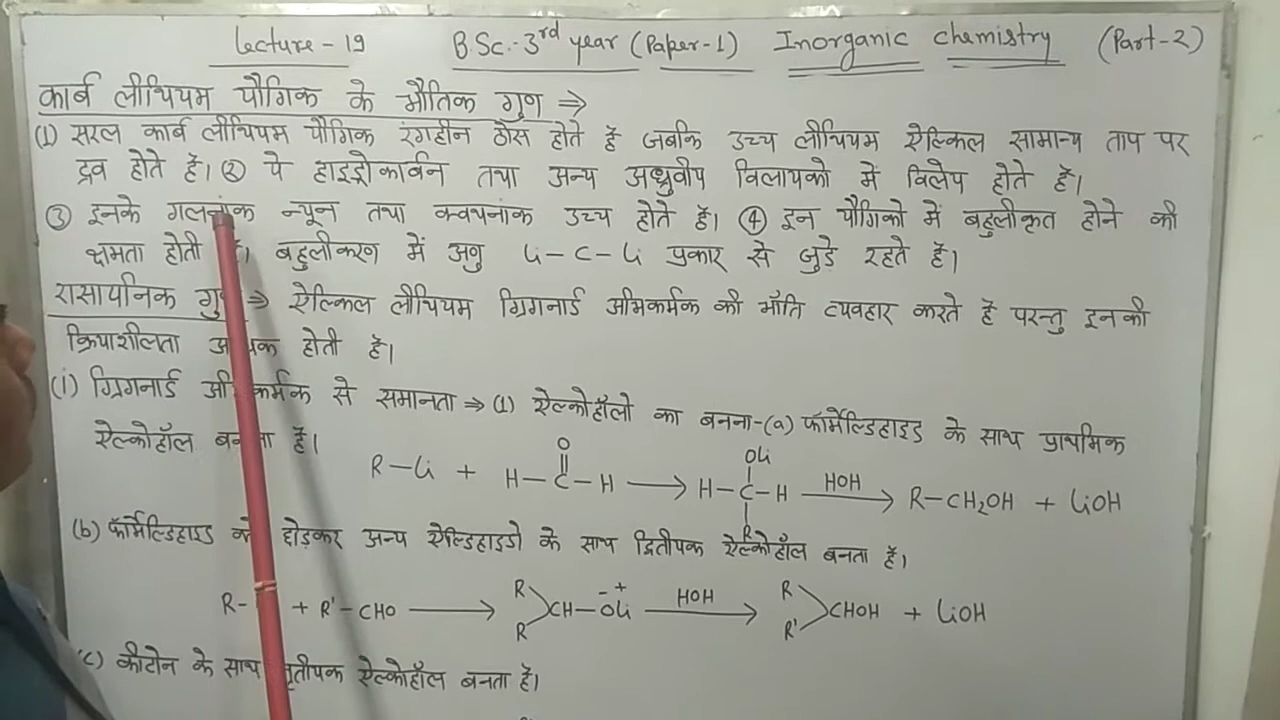 Lecture - 19 B.Sc.- 3rd year (Paper-1) Inorganic chemistry (Part-2)
कार्ब लीथियम यौगिक के भौतिक गुण ⇒
(1) सरल कार्ब लीथियम यौगिक रंगहीन ठोस होते हैं जबकि उच्च लीथियम ऐल्किल सामान्य ताप पर
द्रव होते हैं। (2) ये हाइड्रोकार्बन तथा अन्य अध्रुवीय विलायको में विलेय होते हैं।
(3) इनके गलनांक न्यून तथा क्वथनांक उच्च होते हैं। (4) इन यौगिको में बहुलीकृत होने की
क्षमता होती है। बहुलीकरण में अणु Li-C-Li प्रकार से जुड़े रहते हैं।
रासायनिक गुण ⇒ ऐल्किल लीथियम ग्रिगनार्ड अभिकर्मक की भाँति व्यवहार करते हैं परन्तु इनकी
क्रियाशीलता अधिक होती है।
(i) ग्रिगनार्ड अभिकर्मक से समानता ⇒ (1) ऐल्कोहॉलो का बनना-(a) फॉर्मेल्डिहाइड के साथ प्राथमिक
ऐल्कोहॉल बनता है।
O OLi
R-Li + H-C-H ⟶ H-C-H HOH⟶ R-CH₂OH + LiOH
R
(b) फॉर्मेल्डिहाइड को छोड़कर अन्य ऐल्डिहाइडो के साथ द्वितीयक ऐल्कोहॉल बनता है।
R - + R R
R- + R'-CHO ⟶ CH-OLi HOH⟶ CHOH + LiOH
R R'
(c) कीटोन के साथ तृतीयक ऐल्कोहॉल बनता है।